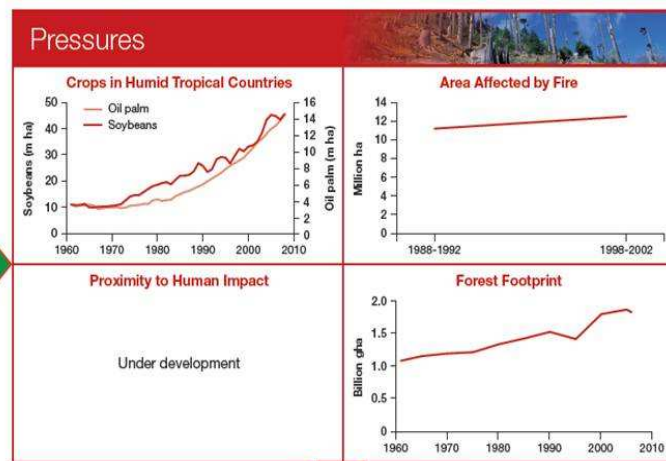 Pressures
Crops in Humid Tropical Countries
Soybeans (m ha)
50
40
30
20
10
0
Oil palm
Soybeans
16
14
12
10
8
6
4
2
0
Oil palm (m ha)
1960 1970 1980 1990 2000 2010
Area Affected by Fire
Million ha
14
12
10
8
6
4
2
0
1988-1992 1998-2002
Proximity to Human Impact
Under development
Forest Footprint
Billion gha
2.0
1.5
1.0
0.5
0
1960 1970 1980 1990 2000 2010